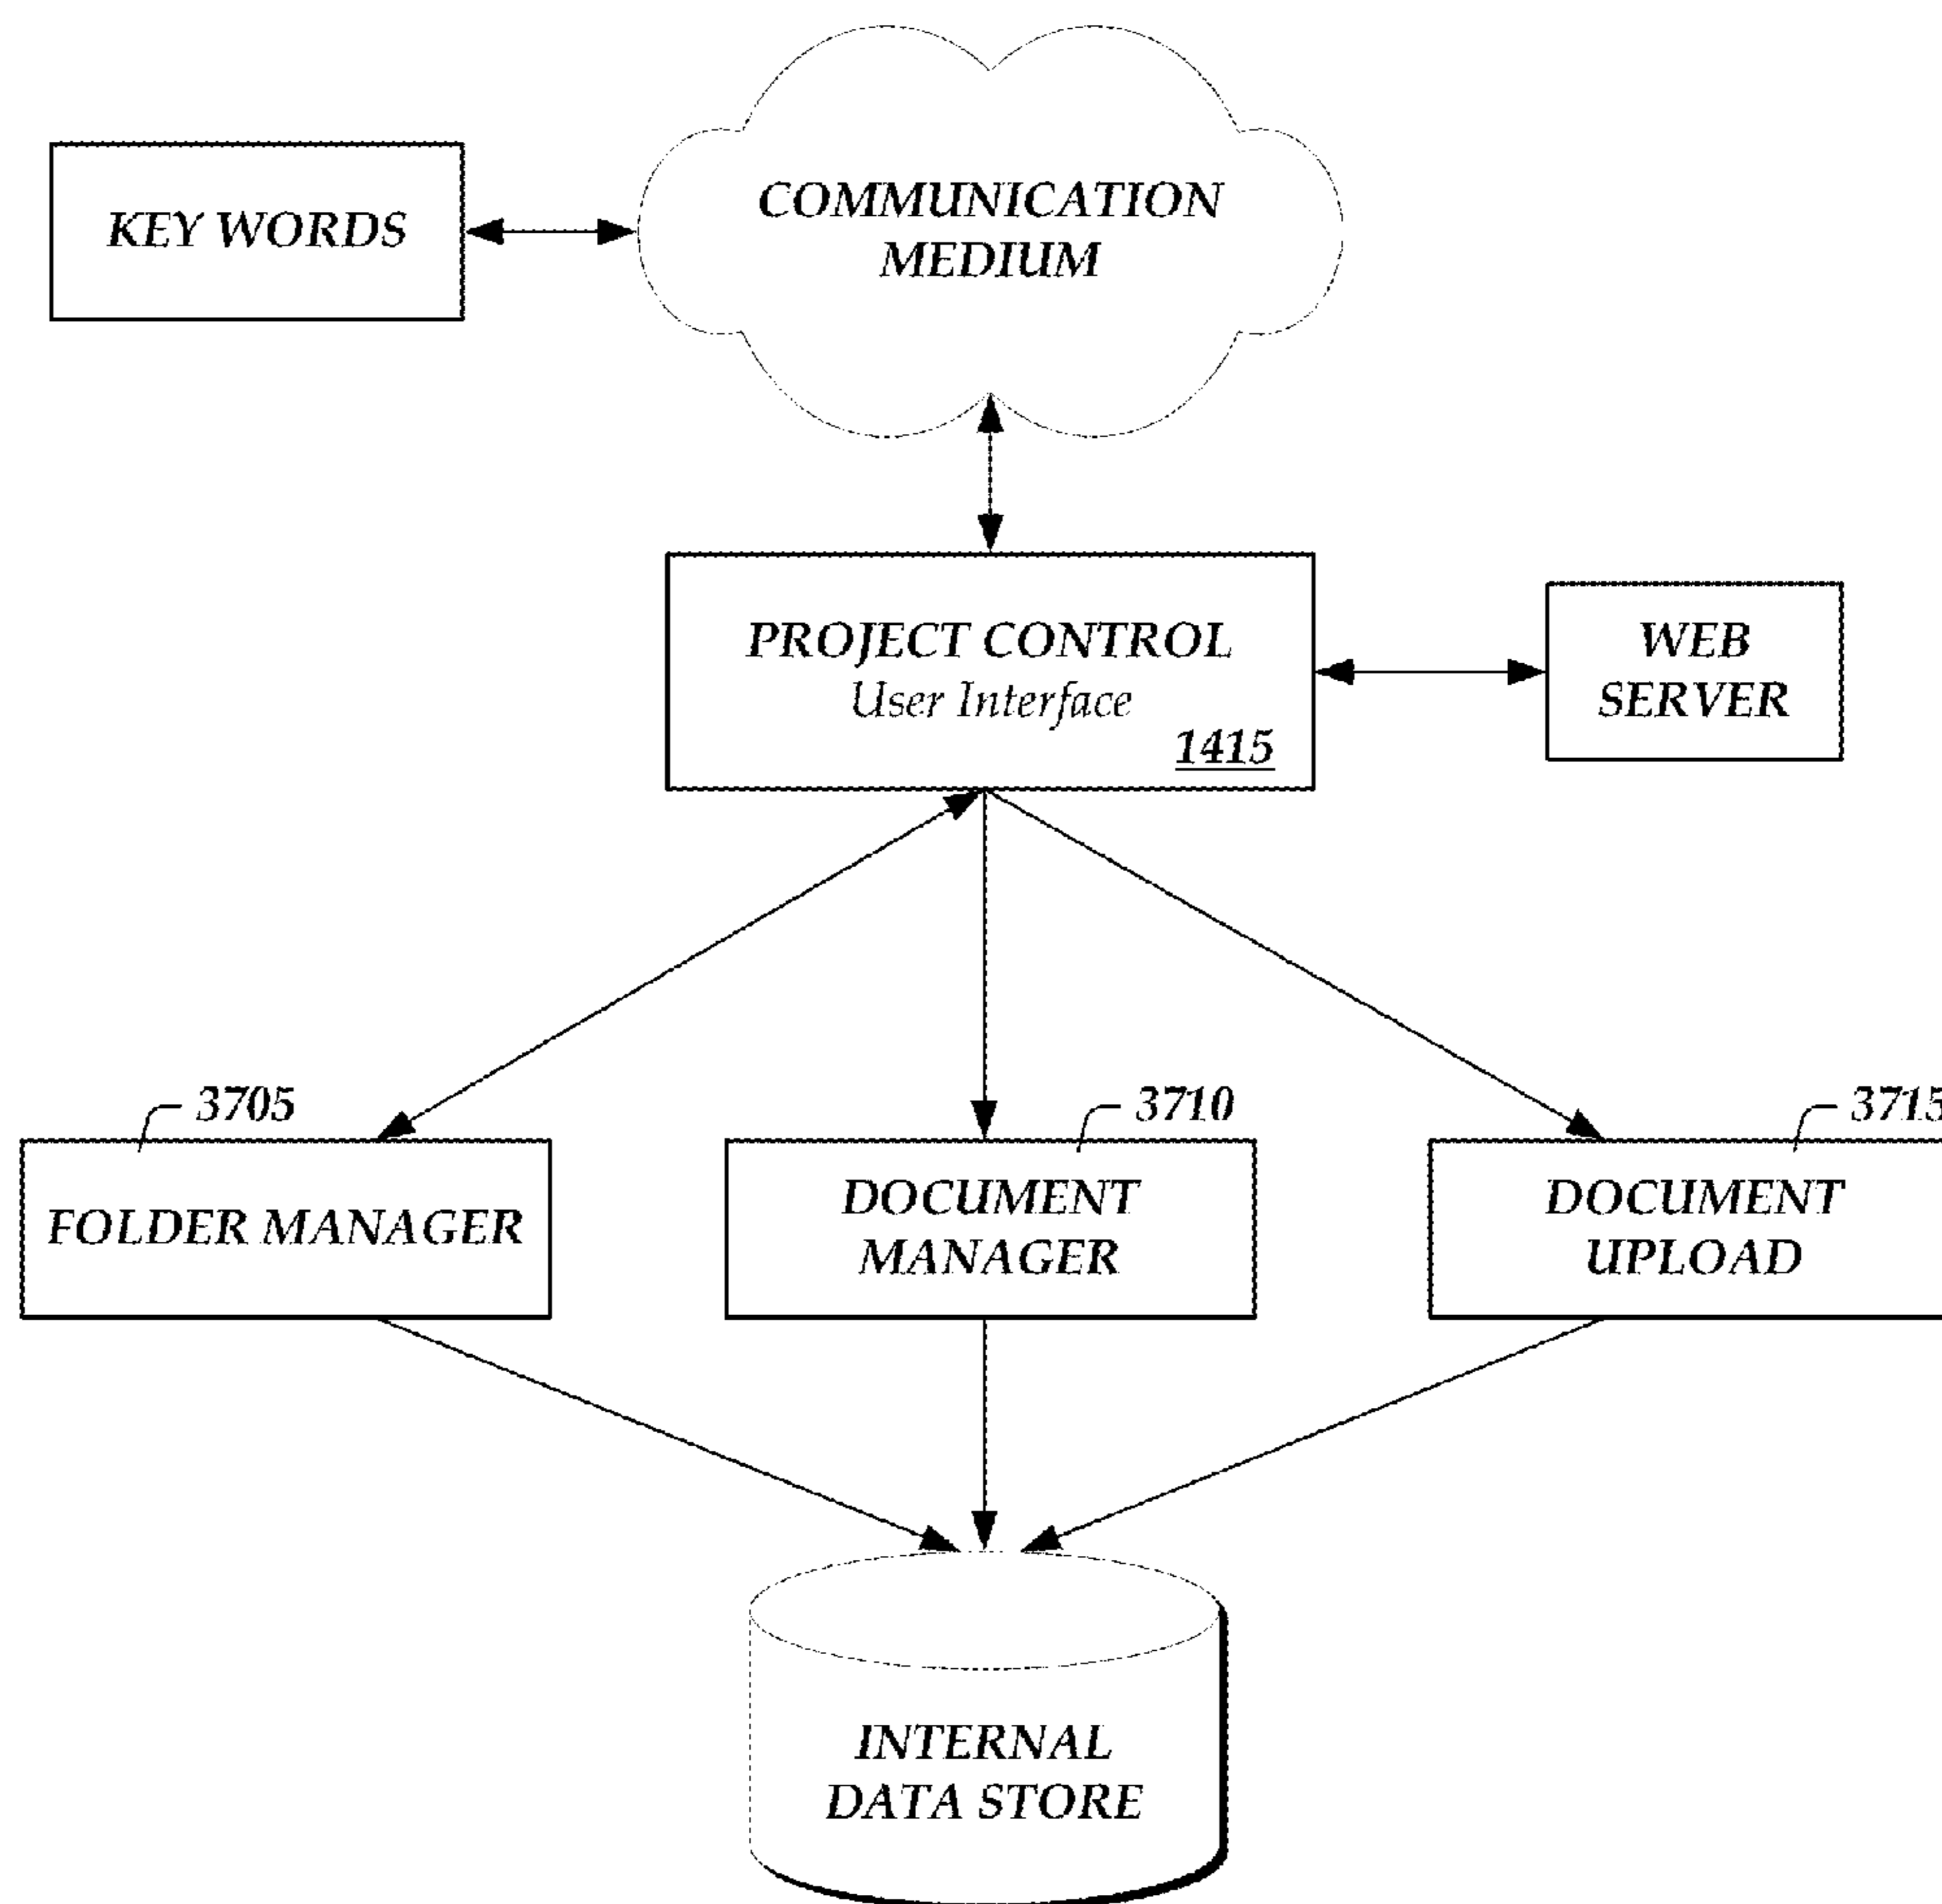 COMMUNICATION
MEDIUM
KEY WORDS
PROJECT CONTROL
User Interface
1415
WEB
SERVER
3705
FOLDER MANAGER
3710
DOCUMENT
MANAGER
3715
DOCUMENT
UPLOAD
INTERNAL
DATA STORE